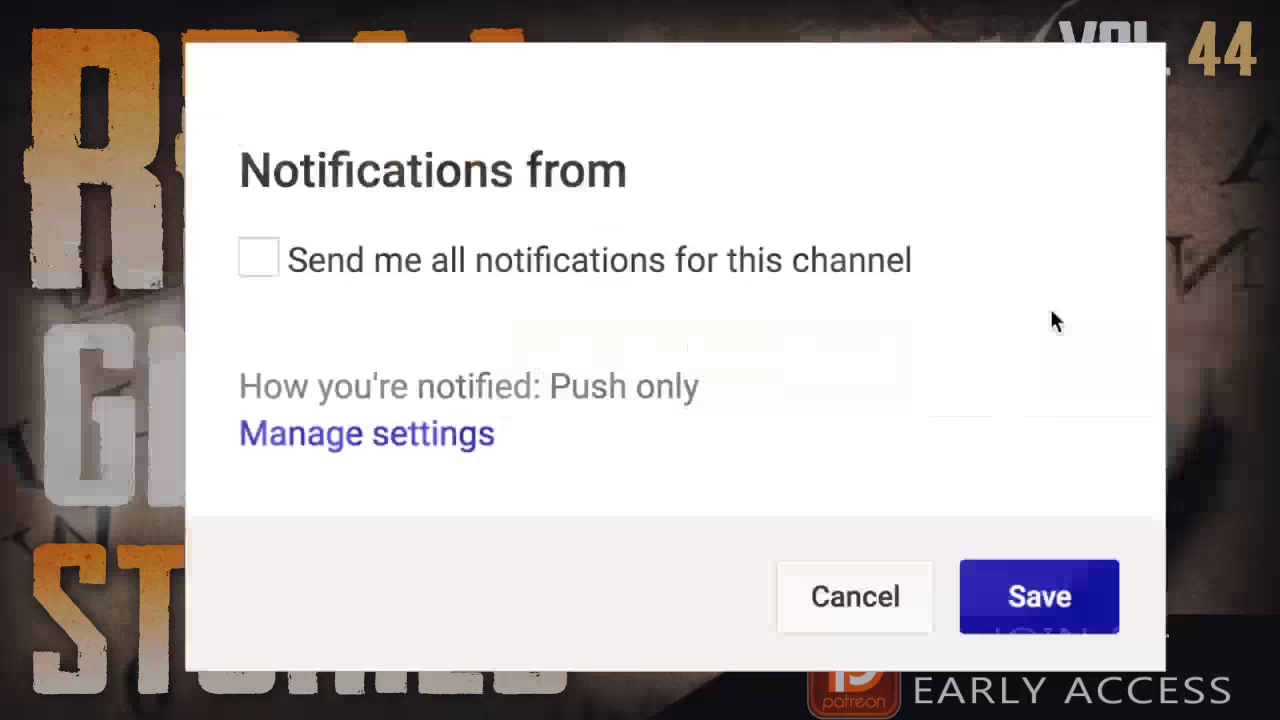 VOL 44
Notifications from
Send me all notifications for this channel
How you're notified: Push only
Manage settings
Cancel
Save
patreon
EARLY ACCESS